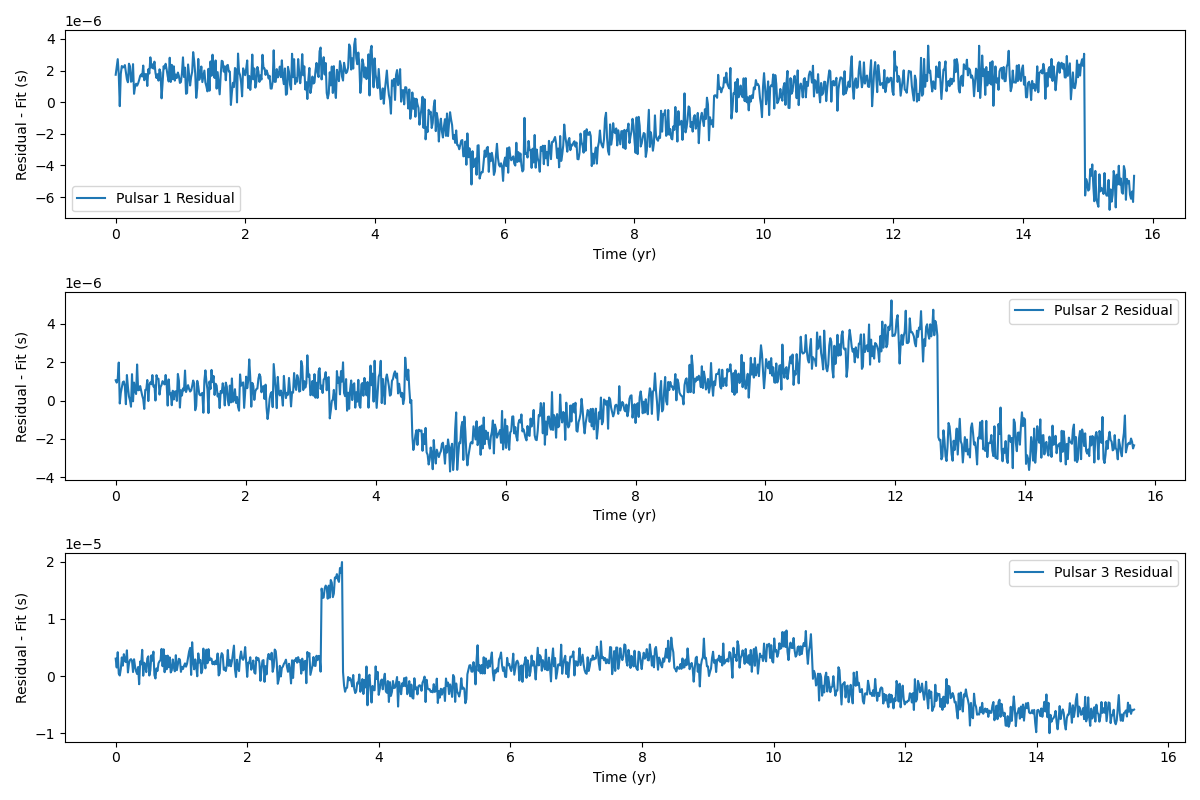 1e−6
Residual - Fit (s)
4
2
0
−2
−4
−6
Pulsar 1 Residual
0 2 4 6 8 10 12 14 16
Time (yr)
1e−6
Residual - Fit (s)
4
2
0
−2
−4
Pulsar 2 Residual
0 2 4 6 8 10 12 14 16
Time (yr)
1e−5
Residual - Fit (s)
2
1
0
−1
Pulsar 3 Residual
0 2 4 6 8 10 12 14 16
Time (yr)